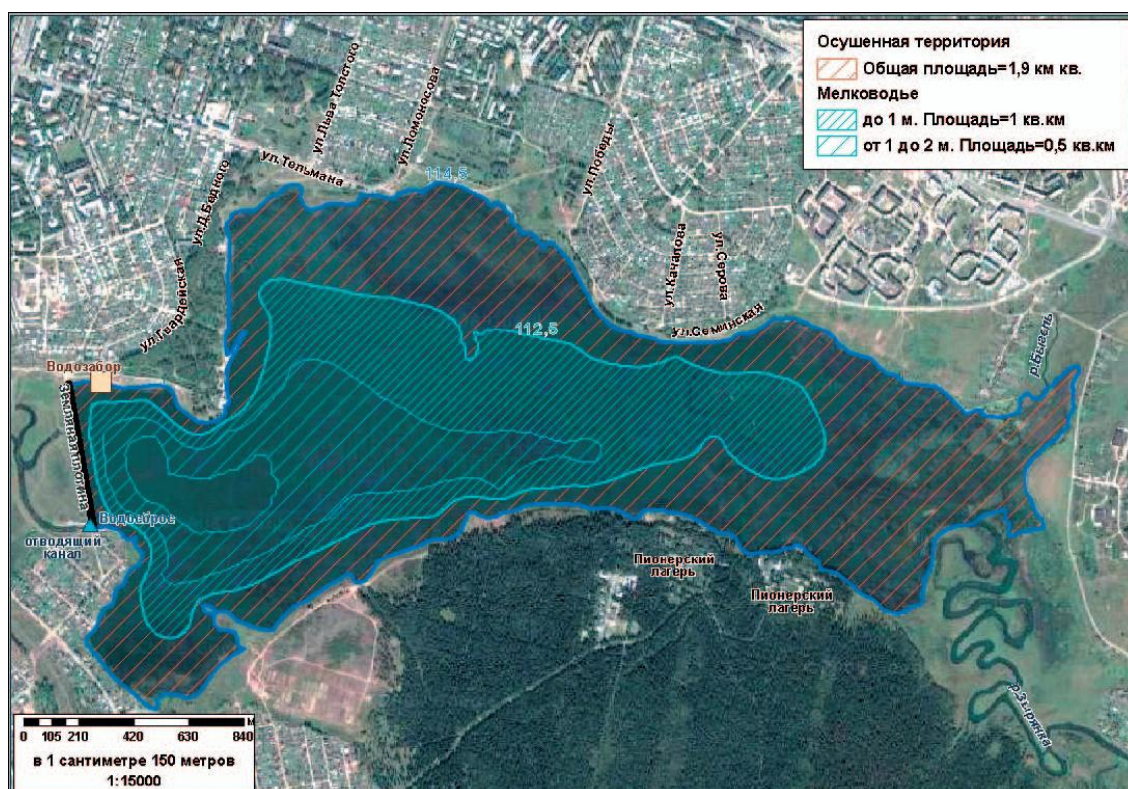 Осушенная территория
Общая площадь=1,9 км кв.
Мелководье
до 1 м. Площадь=1 кв.км
от 1 до 2 м. Площадь=0,5 кв.км
ул.Льва Толстого
ул.Ломоносова
ул.Тельмана
114,5
ул.Победы
ул.Д.Бедного
ул.Качалова
ул.Серова
ул.Гвардейская
112,5
ул.Семинская
р.Быгель
Водозабор
Земляная плотина
Водосброс
отводящий
канал
Пионерский
лагерь
Пионерский
лагерь
р.Зырянка
м
0 105 210 420 630 840
в 1 сантиметре 150 метров
1:15000